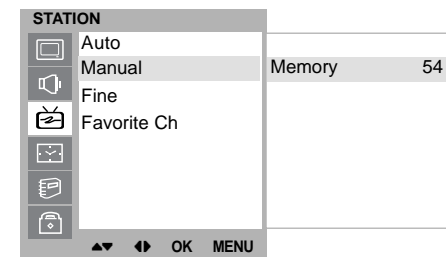 STATION
Auto
Manual Memory 54
Fine
Favorite Ch
OK MENU